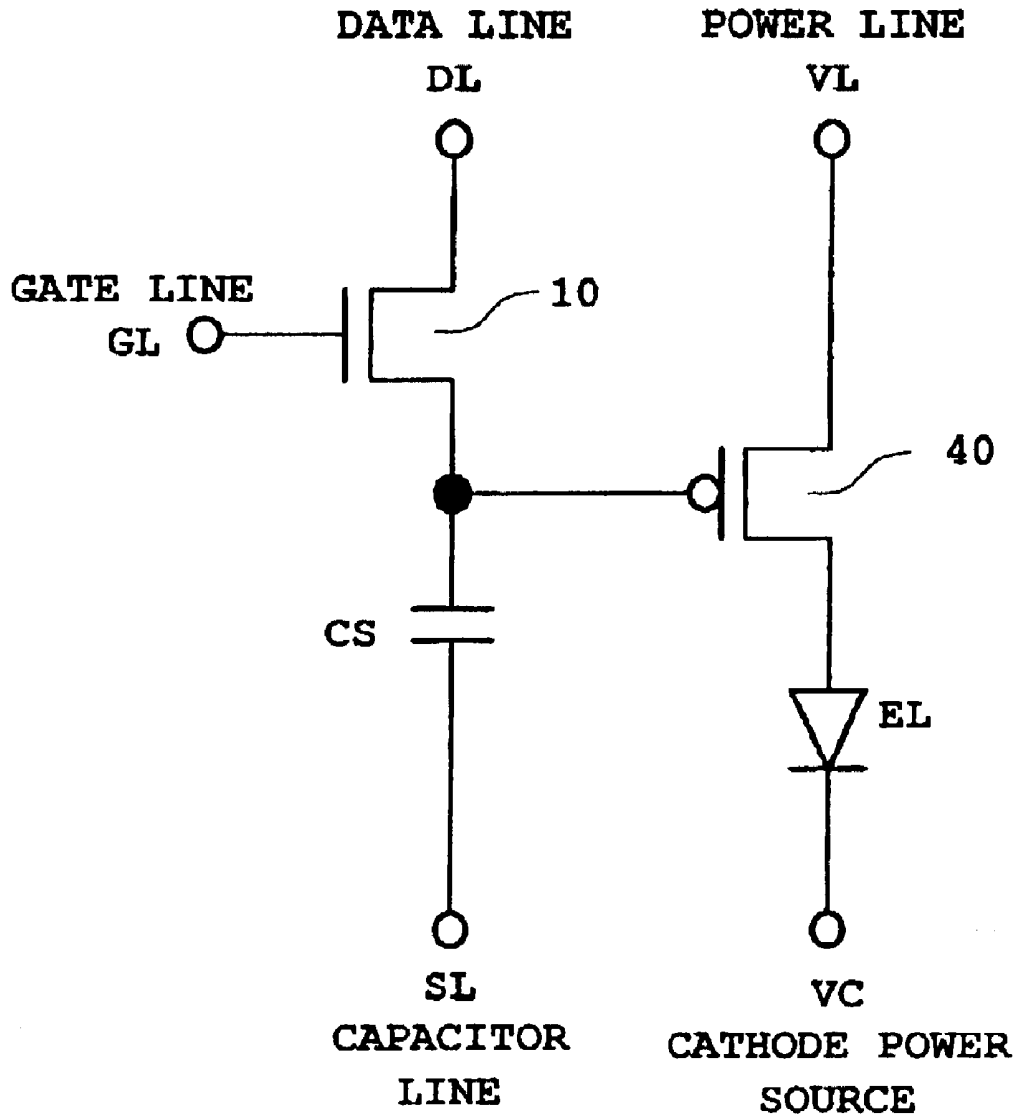 DATA LINE
DL
POWER LINE
VL
GATE LINE
GL
10
40
CS
EL
SL
CAPACITOR
LINE
VC
CATHODE POWER
SOURCE